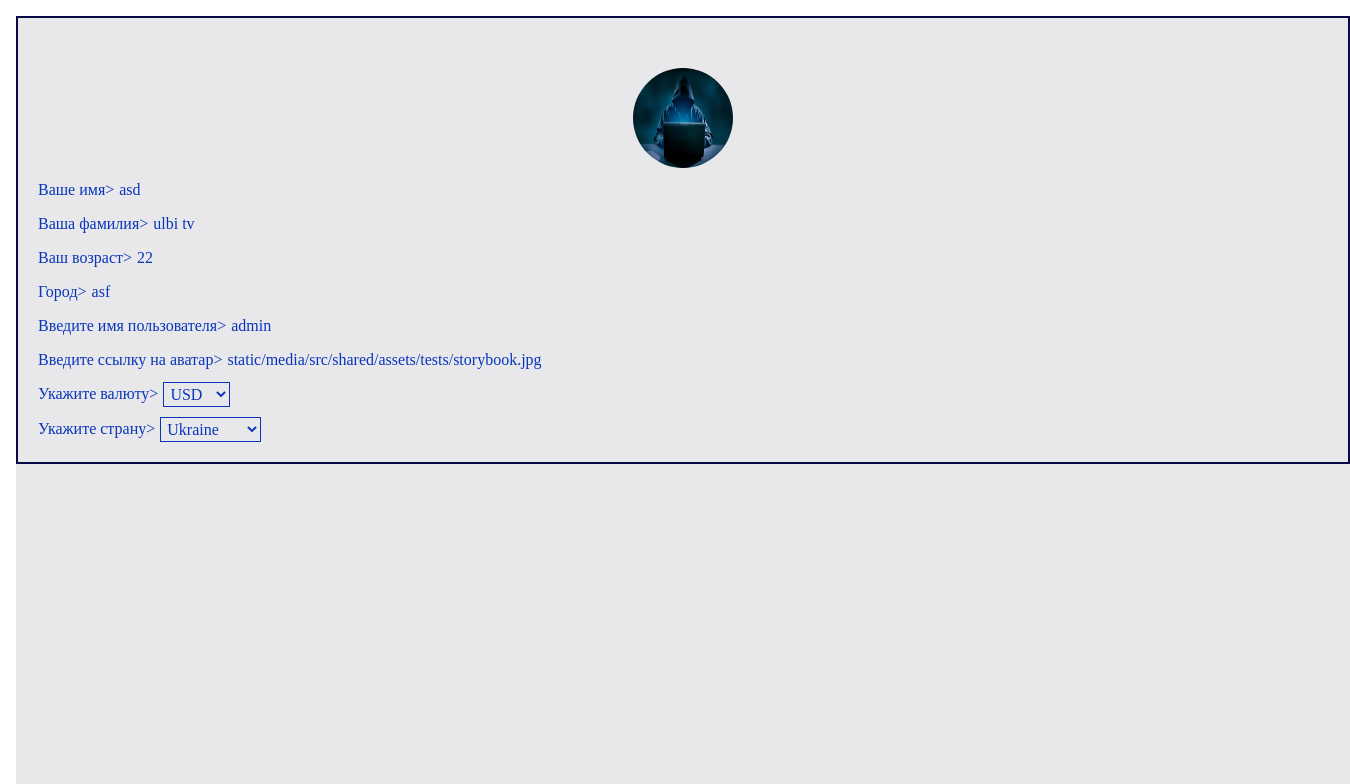 Ваше имя> asd
Ваша фамилия> ulbi tv
Ваш возраст> 22
Город> asf
Введите имя пользователя> admin
Введите ссылку на аватар> static/media/src/shared/assets/tests/storybook.jpg
Укажите валюту> USD
Укажите страну> Ukraine